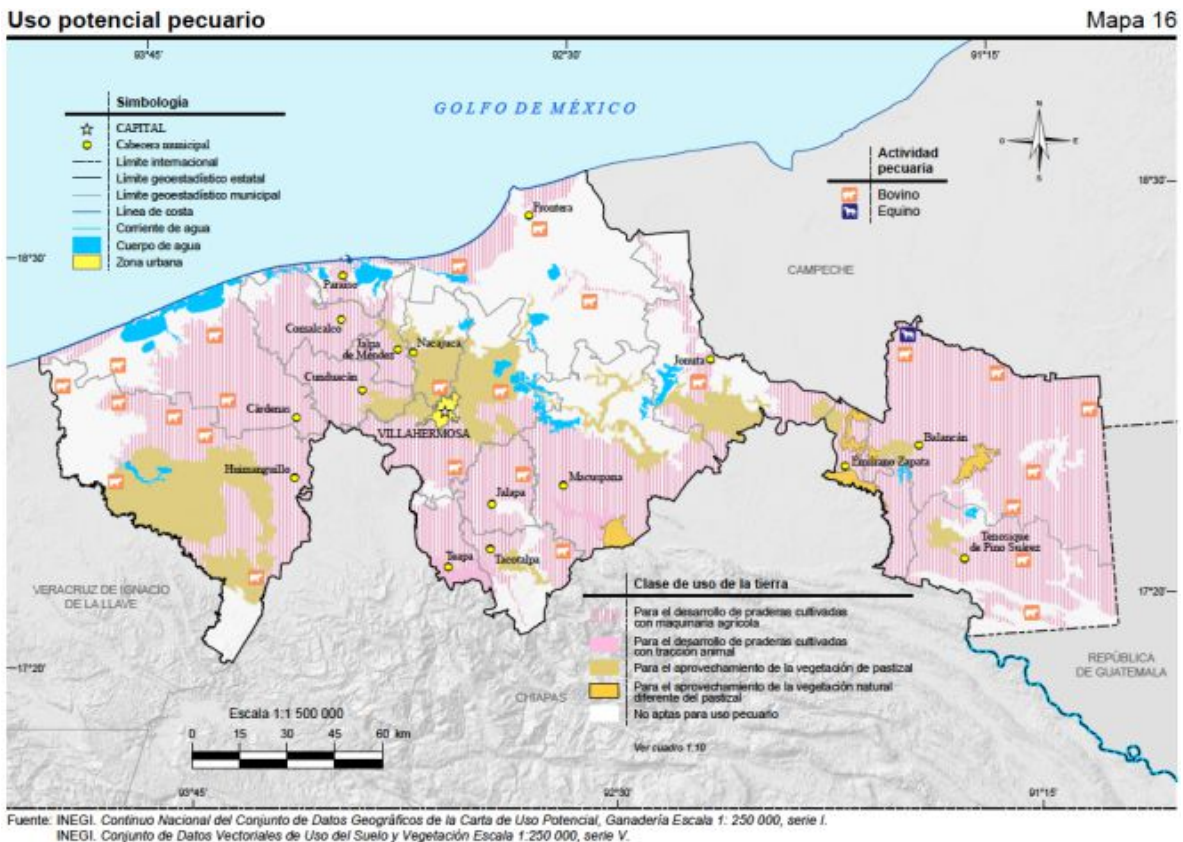 Uso potencial pecuario
Mapa 16
93°45'
92°30'
91°15'
Simbología
CAPITAL
Cabecera municipal
Límite internacional
Límite geoestadístico estatal
Límite geoestadístico municipal
Línea de costa
Corriente de agua
Cuerpo de agua
Zona urbana
GOLFO DE MÉXICO
N
O
E
S
Actividad
pecuaria
Bovino
Equino
18°30'
18°30'
CAMPECHE
Frontera
Paraíso
Comalcalco
Jalpa
de Méndez
Nacajuca
Cunduacán
Jonuta
Cárdenas
VILLAHERMOSA
Huimanguillo
Balancán
Emiliano Zapata
Macuspana
Jalapa
Teapa
Tacotalpa
Tenosique
de Pino Suárez
VERACRUZ DE IGNACIO
DE LA LLAVE
17°20'
17°20'
CHIAPAS
REPÚBLICA
DE GUATEMALA
Clase de uso de la tierra
Para el desarrollo de praderas cultivadas
con maquinaria agrícola
Para el desarrollo de praderas cultivadas
con tracción animal
Para el aprovechamiento de la vegetación de pastizal
Para el aprovechamiento de la vegetación natural
diferente del pastizal
No aptas para uso pecuario
Ver cuadro 1.10
Escala 1:1 500 000
0 15 30 45 60 km
93°45'
92°30'
91°15'
Fuente: INEGI. Continuo Nacional del Conjunto de Datos Geográficos de la Carta de Uso Potencial, Ganadería Escala 1: 250 000, serie I.
INEGI. Conjunto de Datos Vectoriales de Uso del Suelo y Vegetación Escala 1:250 000, serie V.